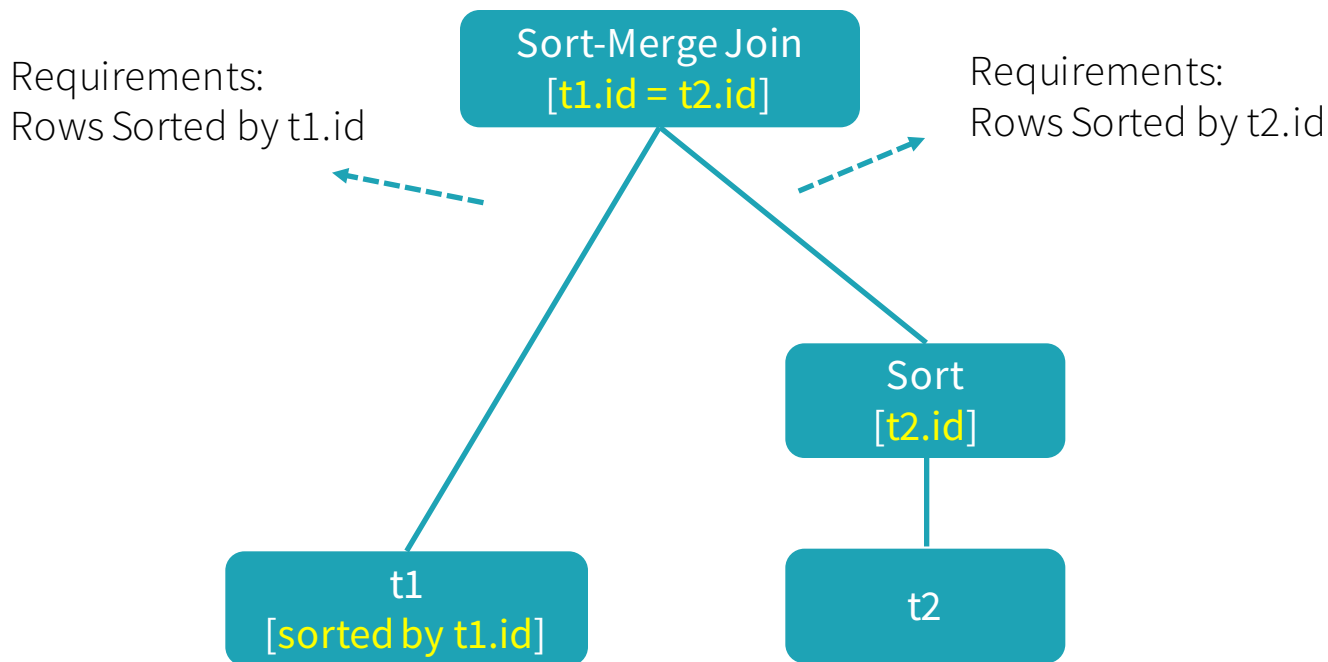 Sort-Merge Join
[t1.id = t2.id]
Requirements:
Rows Sorted by t1.id
Requirements:
Rows Sorted by t2.id
Sort
[t2.id]
t1
[sorted by t1.id]
t2